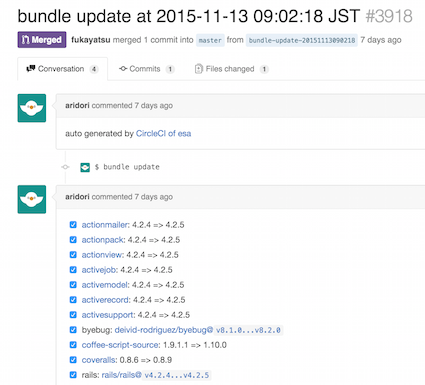 bundle update at 2015-11-13 09:02:18 JST #3918
Merged fukayatsu merged 1 commit into master from bundle-update-20151113090218 7 days ago
Conversation 4 Commits 1 Files changed 1
aridori commented 7 days ago
auto generated by CircleCI of esa
$ bundle update
aridori commented 7 days ago
actionmailer: 4.2.4 => 4.2.5
actionpack: 4.2.4 => 4.2.5
actionview: 4.2.4 => 4.2.5
activejob: 4.2.4 => 4.2.5
activemodel: 4.2.4 => 4.2.5
activerecord: 4.2.4 => 4.2.5
activesupport: 4.2.4 => 4.2.5
byebug: deivid-rodriguez/byebug@ v8.1.0...v8.2.0
coffee-script-source: 1.9.1.1 => 1.10.0
coveralls: 0.8.6 => 0.8.9
rails: rails/rails@ v4.2.4...v4.2.5